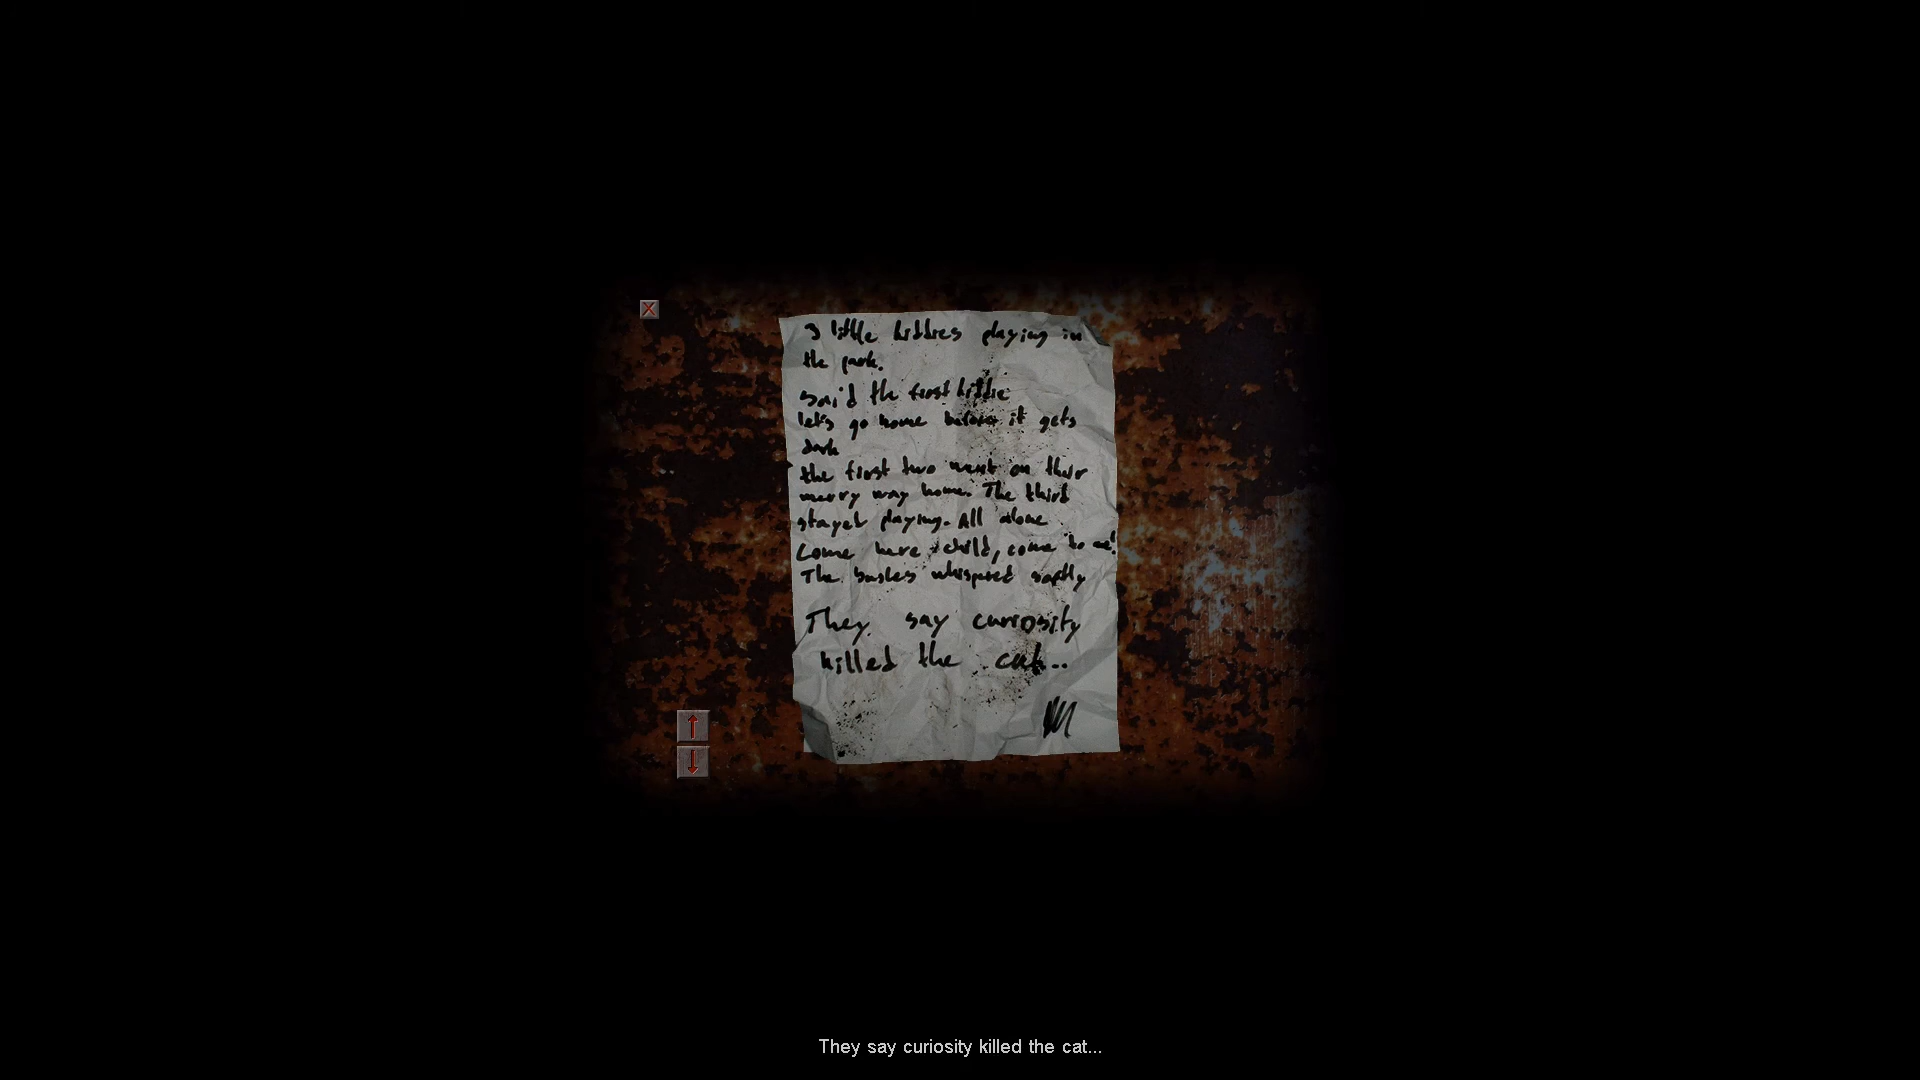 3 little kiddies playing in
the park.
said the first kiddie
let's go home before it gets
dark
the first two went on their
merry way home. The third
stayed playing. All alone
Come here child, come to me!
The bushes whispered softly
They say curiosity
killed the cat...
They say curiosity killed the cat...